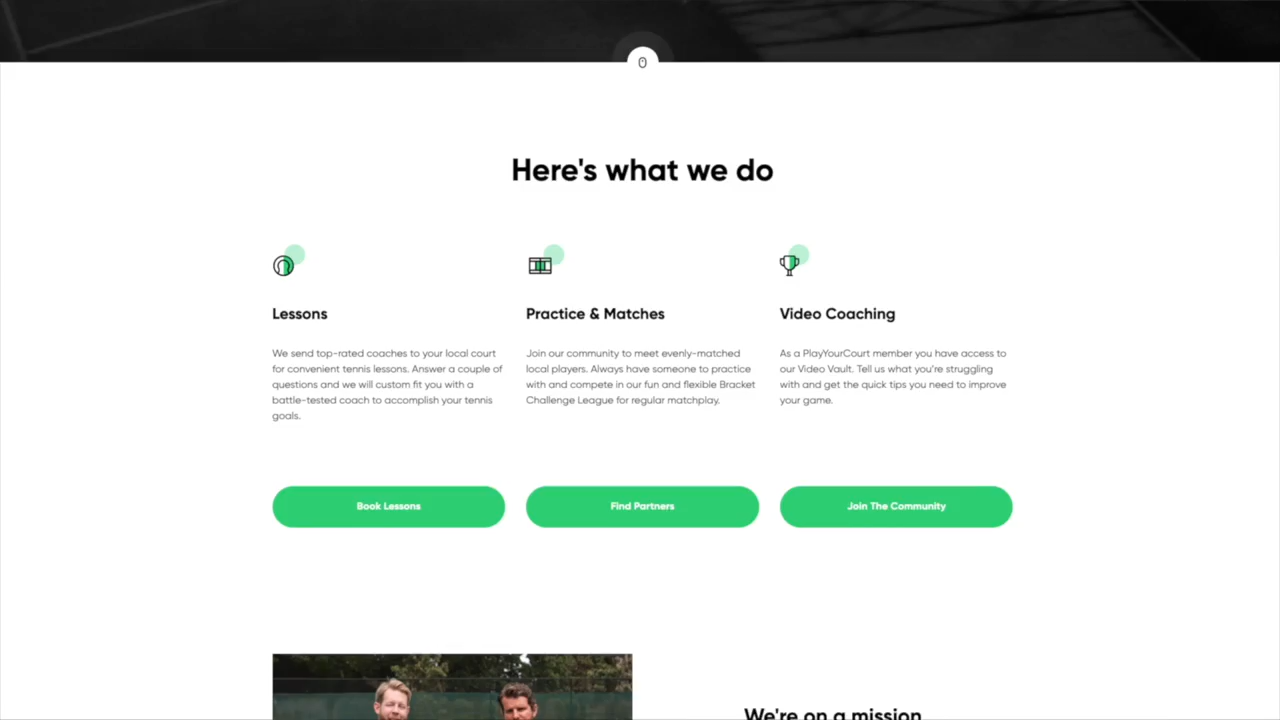 Here's what we do
Lessons
We send top-rated coaches to your local court
for convenient tennis lessons. Answer a couple of
questions and we will custom fit you with a
battle-tested coach to accomplish your tennis
goals.
Book Lessons
Practice & Matches
Join our community to meet evenly-matched
local players. Always have someone to practice
with and compete in our fun and flexible Bracket
Challenge League for regular matchplay.
Find Partners
Video Coaching
As a PlayYourCourt member you have access to
our Video Vault. Tell us what you're struggling
with and get the quick tips you need to improve
your game.
Join The Community
We're on a mission